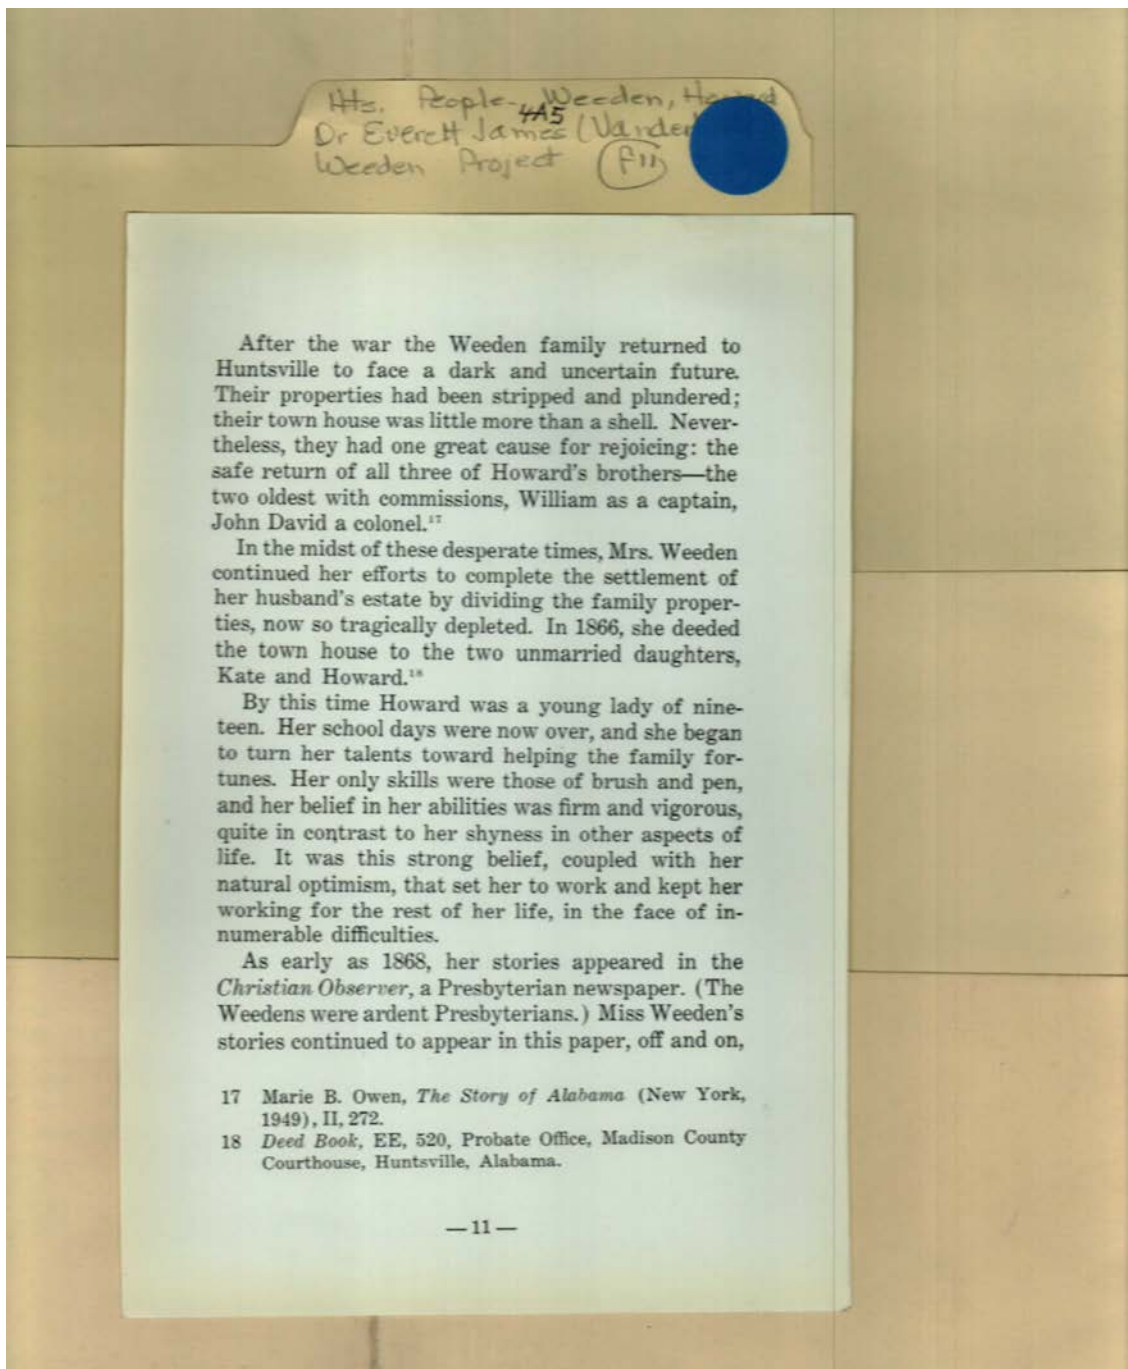 Hts. People - Weeden, Howard
4A5
Dr Everett James (Vander
Weeden Project F11
After the war the Weeden family returned to
Huntsville to face a dark and uncertain future.
Their properties had been stripped and plundered;
their town house was little more than a shell. Never-
theless, they had one great cause for rejoicing: the
safe return of all three of Howard's brothers—the
two oldest with commissions, William as a captain,
John David a colonel.¹⁷
In the midst of these desperate times, Mrs. Weeden
continued her efforts to complete the settlement of
her husband's estate by dividing the family proper-
ties, now so tragically depleted. In 1866, she deeded
the town house to the two unmarried daughters,
Kate and Howard.¹⁸
By this time Howard was a young lady of nine-
teen. Her school days were now over, and she began
to turn her talents toward helping the family for-
tunes. Her only skills were those of brush and pen,
and her belief in her abilities was firm and vigorous,
quite in contrast to her shyness in other aspects of
life. It was this strong belief, coupled with her
natural optimism, that set her to work and kept her
working for the rest of her life, in the face of in-
numerable difficulties.
As early as 1868, her stories appeared in the
Christian Observer, a Presbyterian newspaper. (The
Weedens were ardent Presbyterians.) Miss Weeden's
stories continued to appear in this paper, off and on,
17 Marie B. Owen, The Story of Alabama (New York,
1949), II, 272.
18 Deed Book, EE, 520, Probate Office, Madison County
Courthouse, Huntsville, Alabama.
—11—